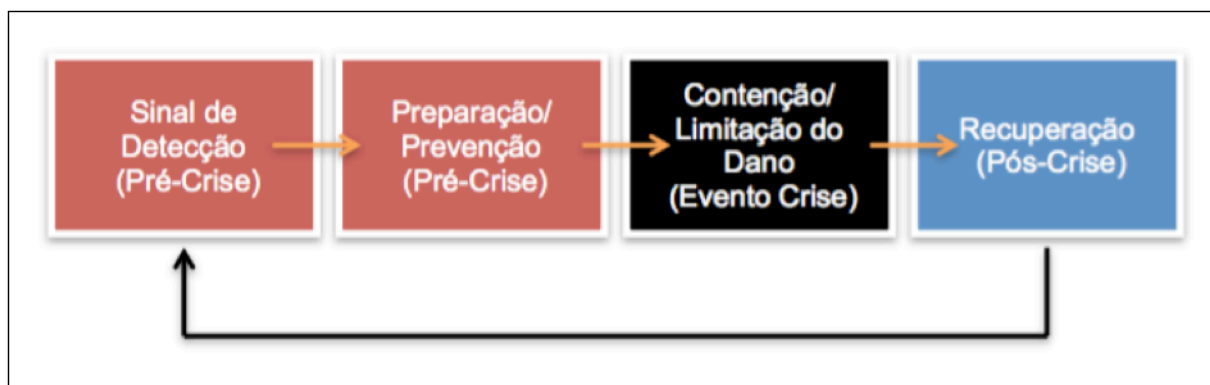 Sinal de
Detecção
(Pré-Crise)
Preparação/
Prevenção
(Pré-Crise)
Contenção/
Limitação do
Dano
(Evento Crise)
Recuperação
(Pós-Crise)